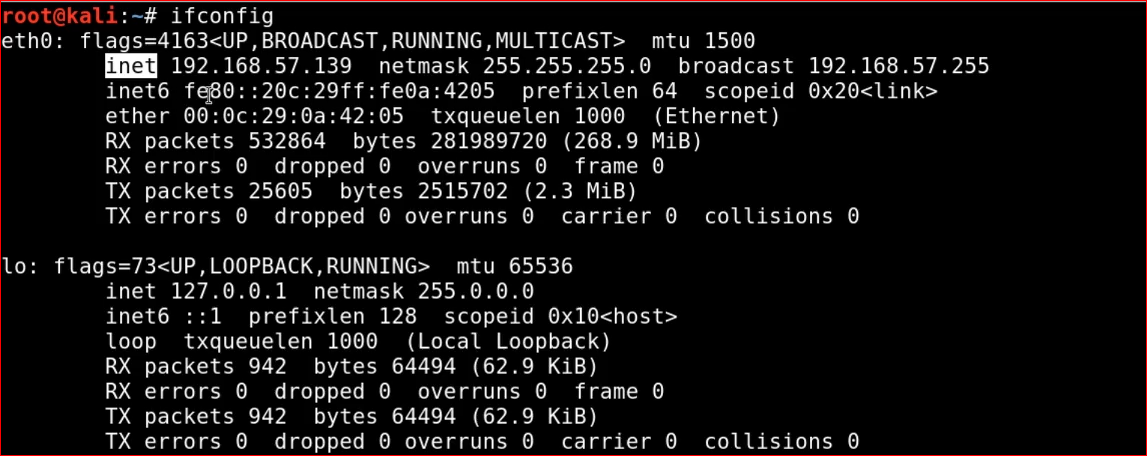 root@kali:~# ifconfig
eth0: flags=4163<UP,BROADCAST,RUNNING,MULTICAST>  mtu 1500
        inet 192.168.57.139  netmask 255.255.255.0  broadcast 192.168.57.255
        inet6 fe80::20c:29ff:fe0a:4205  prefixlen 64  scopeid 0x20<link>
        ether 00:0c:29:0a:42:05  txqueuelen 1000  (Ethernet)
        RX packets 532864  bytes 281989720 (268.9 MiB)
        RX errors 0  dropped 0  overruns 0  frame 0
        TX packets 25605  bytes 2515702 (2.3 MiB)
        TX errors 0  dropped 0 overruns 0  carrier 0  collisions 0

lo: flags=73<UP,LOOPBACK,RUNNING>  mtu 65536
        inet 127.0.0.1  netmask 255.0.0.0
        inet6 ::1  prefixlen 128  scopeid 0x10<host>
        loop  txqueuelen 1000  (Local Loopback)
        RX packets 942  bytes 64494 (62.9 KiB)
        RX errors 0  dropped 0  overruns 0  frame 0
        TX packets 942  bytes 64494 (62.9 KiB)
        TX errors 0  dropped 0 overruns 0  carrier 0  collisions 0